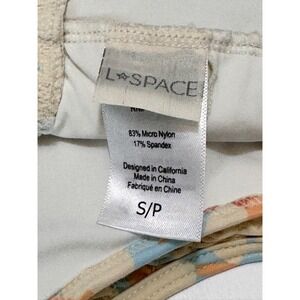 L★SPACE
83% Micro Nylon
17% Spandex
Designed in California
Made in China
Fabriqué en Chine
S/P